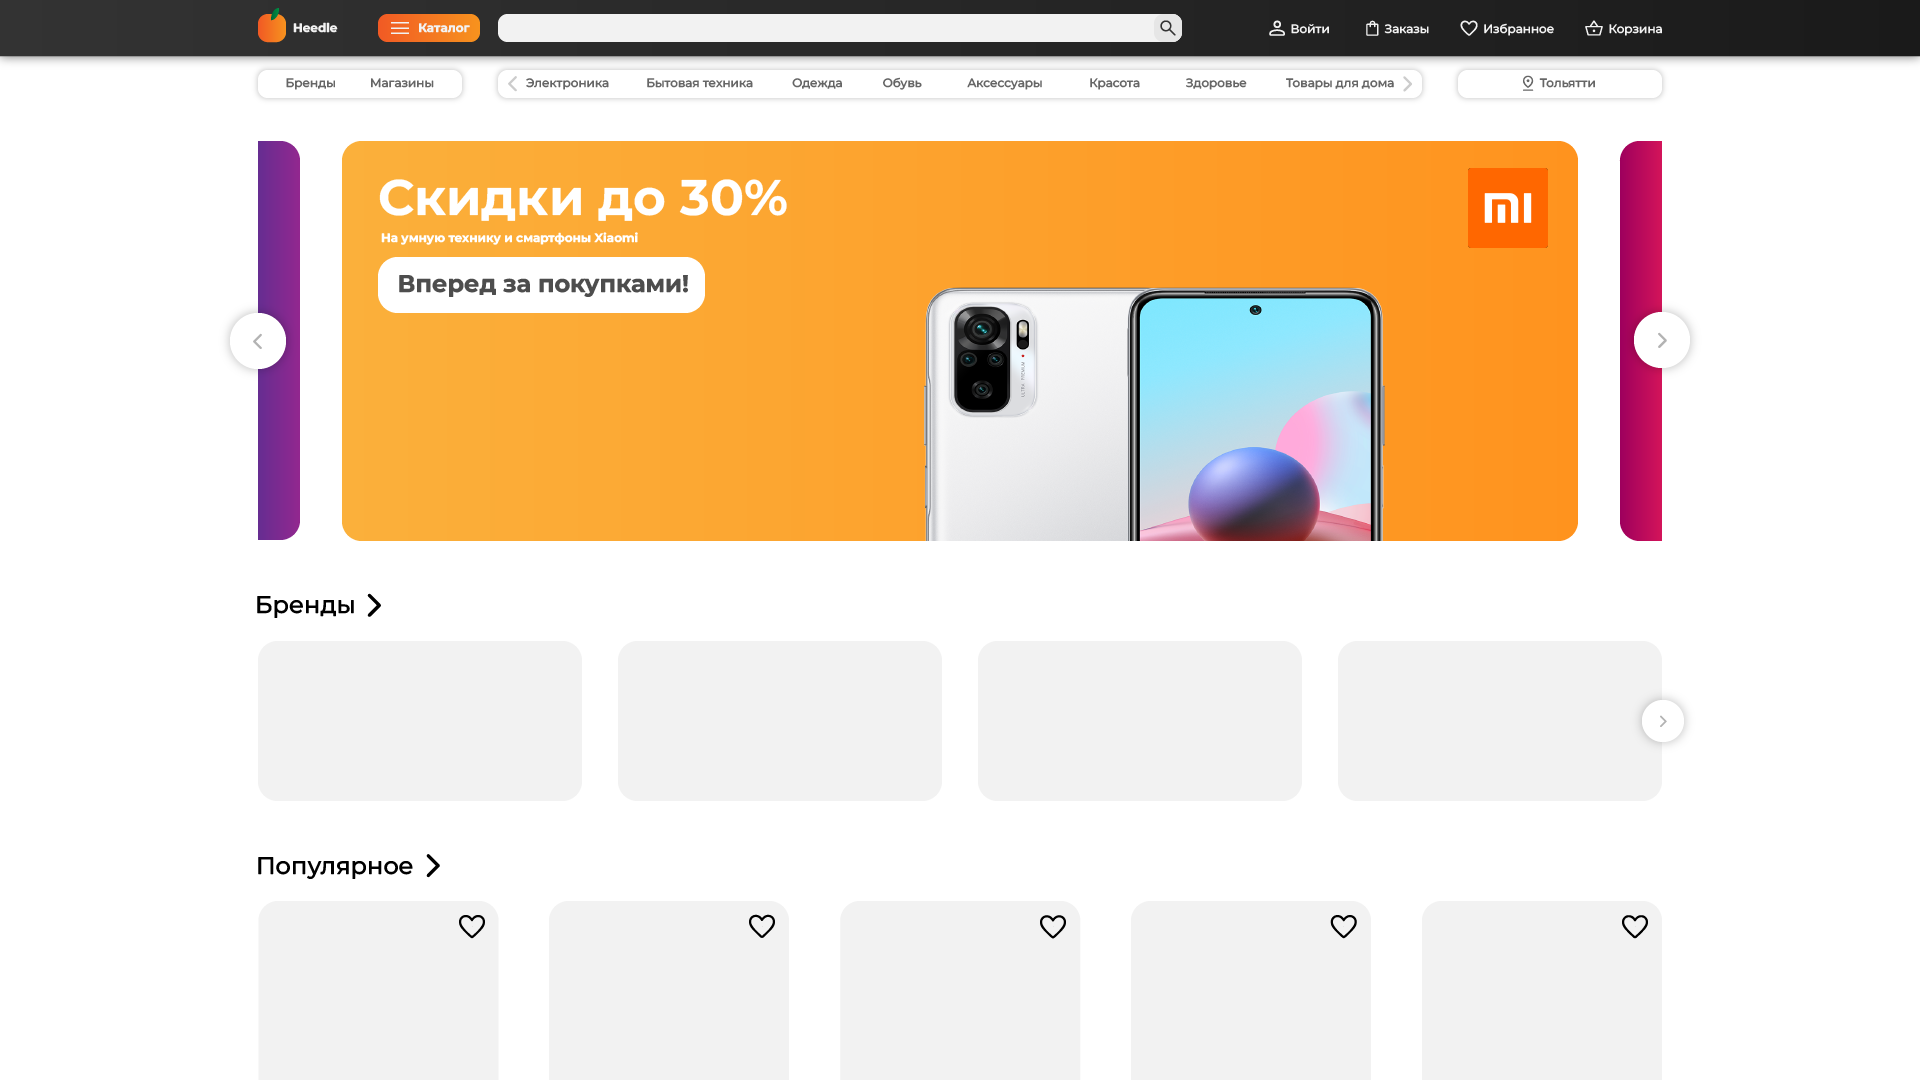 Heedle
Каталог
Войти
Заказы
Избранное
Корзина
Бренды
Магазины
Электроника
Бытовая техника
Одежда
Обувь
Аксессуары
Красота
Здоровье
Товары для дома
Тольятти
Скидки до 30%
На умную технику и смартфоны Xiaomi
Вперед за покупками!
Бренды
Популярное